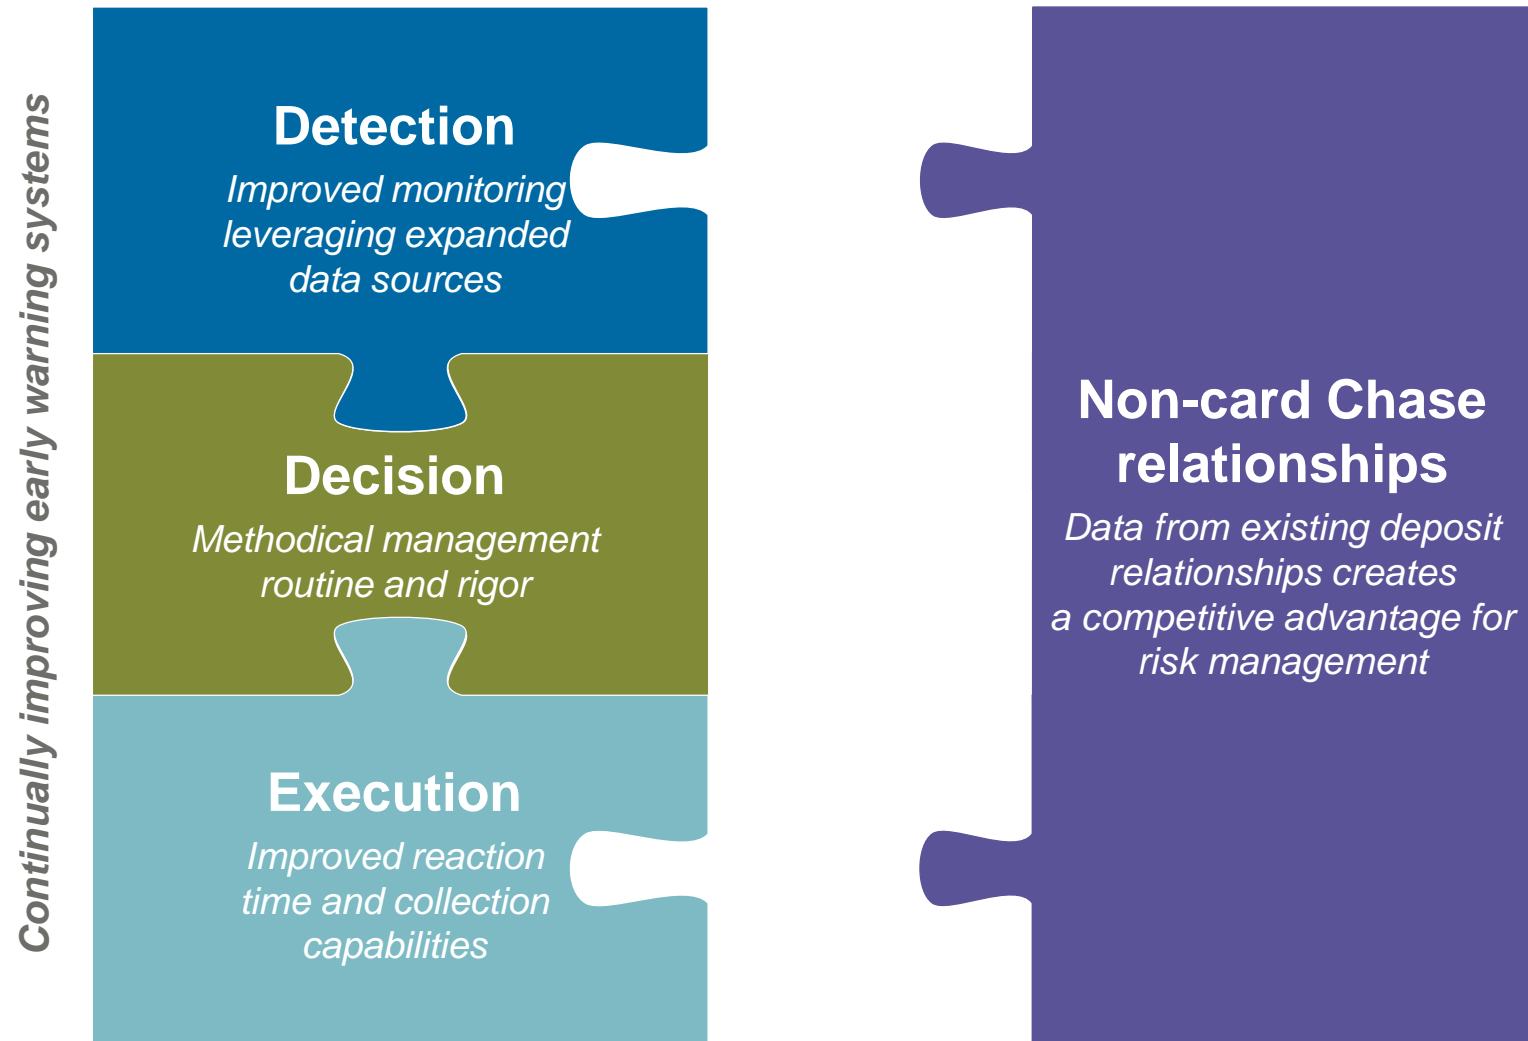 Continually improving early warning systems
Detection
Improved monitoring
leveraging expanded
data sources
Decision
Methodical management
routine and rigor
Execution
Improved reaction
time and collection
capabilities
Non-card Chase
relationships
Data from existing deposit
relationships creates
a competitive advantage for
risk management